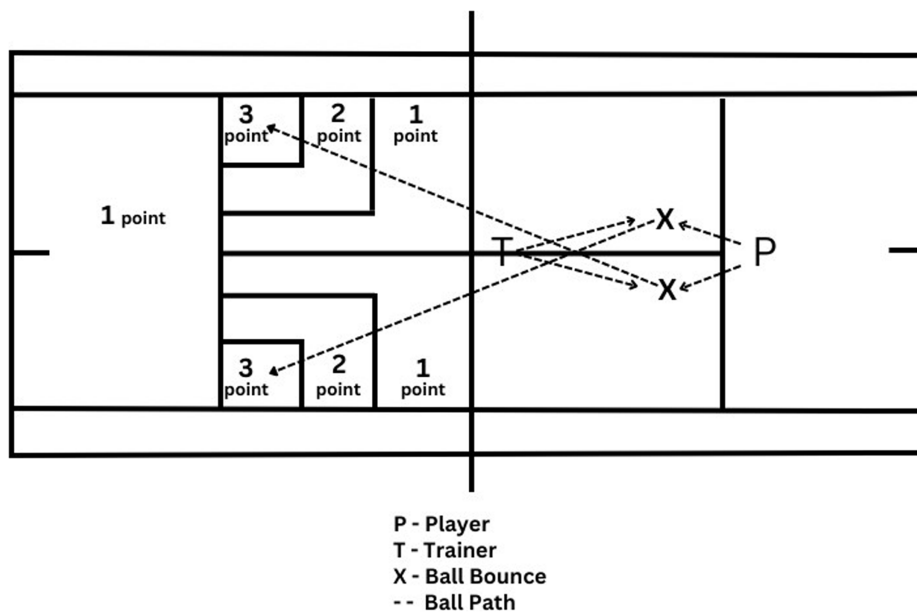 3 2 1
point point point
1 point
T X P
X
3 2 1
point point point
P - Player
T - Trainer
X - Ball Bounce
-- Ball Path